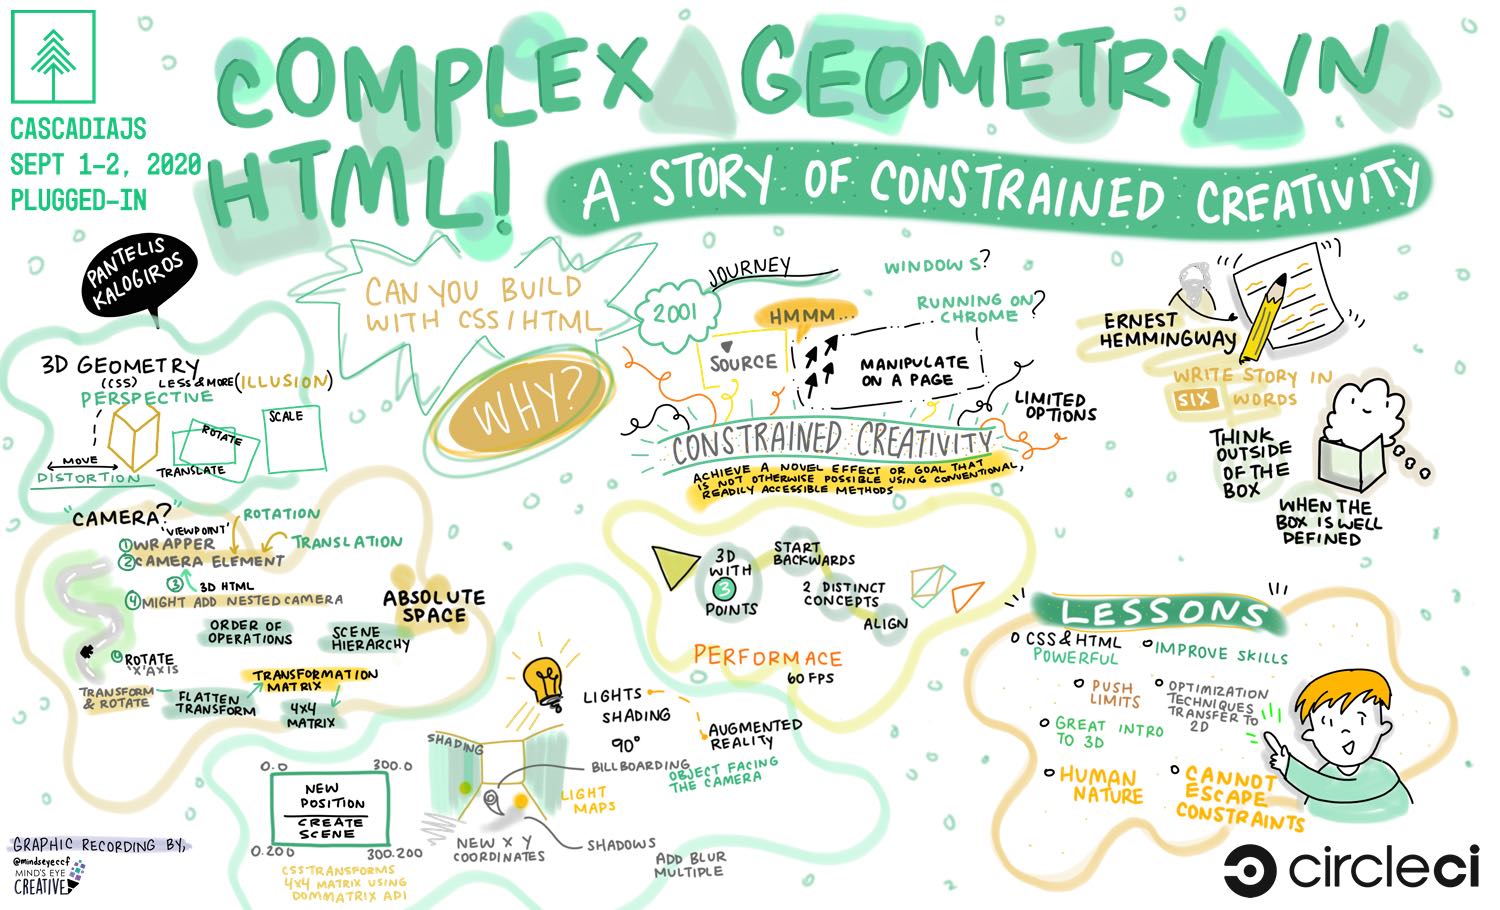 CASCADIAJS
SEPT 1-2, 2020
PLUGGED-IN
COMPLEX GEOMETRY IN
HTML!
A STORY OF CONSTRAINED CREATIVITY
PANTELIS
KALOGIROS
3D GEOMETRY
(CSS) LESS & MORE (ILLUSION)
PERSPECTIVE
MOVE
DISTORTION
ROTATE
TRANSLATE
SCALE
CAN YOU BUILD
WITH CSS/HTML
WHY?
JOURNEY
2001
WINDOWS?
RUNNING ON?
CHROME
HMMM...
SOURCE
MANIPULATE
ON A PAGE
LIMITED
OPTIONS
CONSTRAINED CREATIVITY
ACHIEVE A NOVEL EFFECT OR GOAL THAT
IS NOT OTHERWISE POSSIBLE USING CONVENTIONAL,
READILY ACCESSIBLE METHODS
ERNEST
HEMMINGWAY
WRITE STORY IN
SIX WORDS
THINK
OUTSIDE
OF THE
BOX
WHEN THE
BOX IS WELL
DEFINED
"CAMERA?"
'VIEWPOINT'
ROTATION
TRANSLATION
① WRAPPER
② CAMERA ELEMENT
③ 3D HTML
④ MIGHT ADD NESTED CAMERA
ABSOLUTE
SPACE
ORDER OF
OPERATIONS
SCENE
HIERARCHY
ROTATE
'X' AXIS
TRANSFORM
& ROTATE
FLATTEN
TRANSFORM
TRANSFORMATION
MATRIX
4X4
MATRIX
3D
WITH
3
POINTS
START
BACKWARDS
2 DISTINCT
CONCEPTS
ALIGN
PERFORMACE
60 FPS
LIGHTS
SHADING
90°
AUGMENTED
REALITY
BILLBOARDING
OBJECT FACING
THE CAMERA
SHADING
LIGHT
MAPS
NEW X Y
COORDINATES
SHADOWS
ADD BLUR
MULTIPLE
0.0
300.0
NEW
POSITION
CREATE
SCENE
0.200
300.200
CSS TRANSFORMS
4X4 MATRIX USING
DOMMATRIX API
LESSONS
CSS & HTML
POWERFUL
IMPROVE SKILLS
PUSH
LIMITS
OPTIMIZATION
TECHNIQUES
TRANSFER TO
2D
GREAT INTRO
TO 3D
HUMAN
NATURE
CANNOT
ESCAPE
CONSTRAINTS
GRAPHIC RECORDING BY,
@mindseyeccf
MIND'S EYE
CREATIVE
circleci